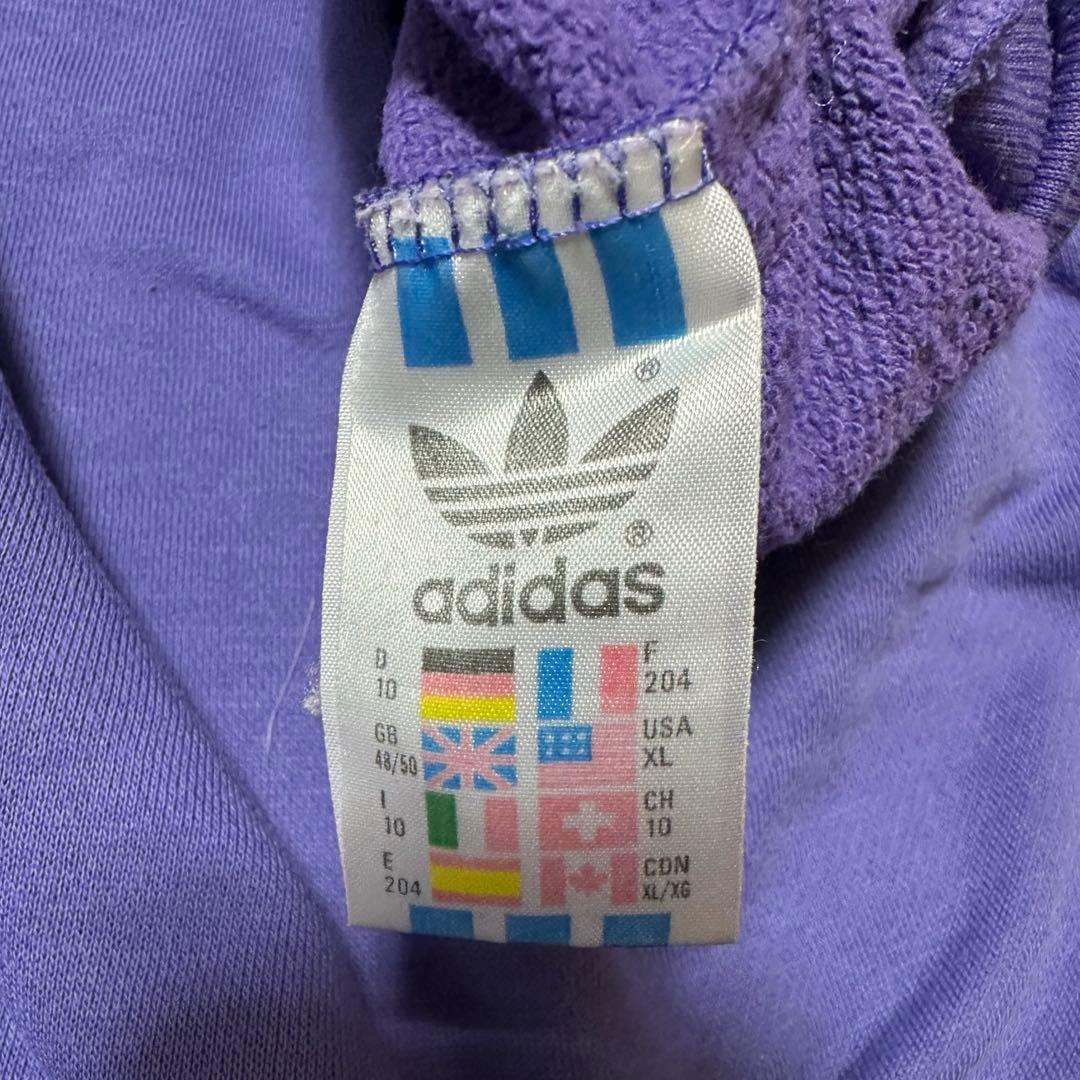 ®
®
adidas
D
10
F
204
GB
48/50
USA
XL
I
10
CH
10
E
204
CDN
XL/XG